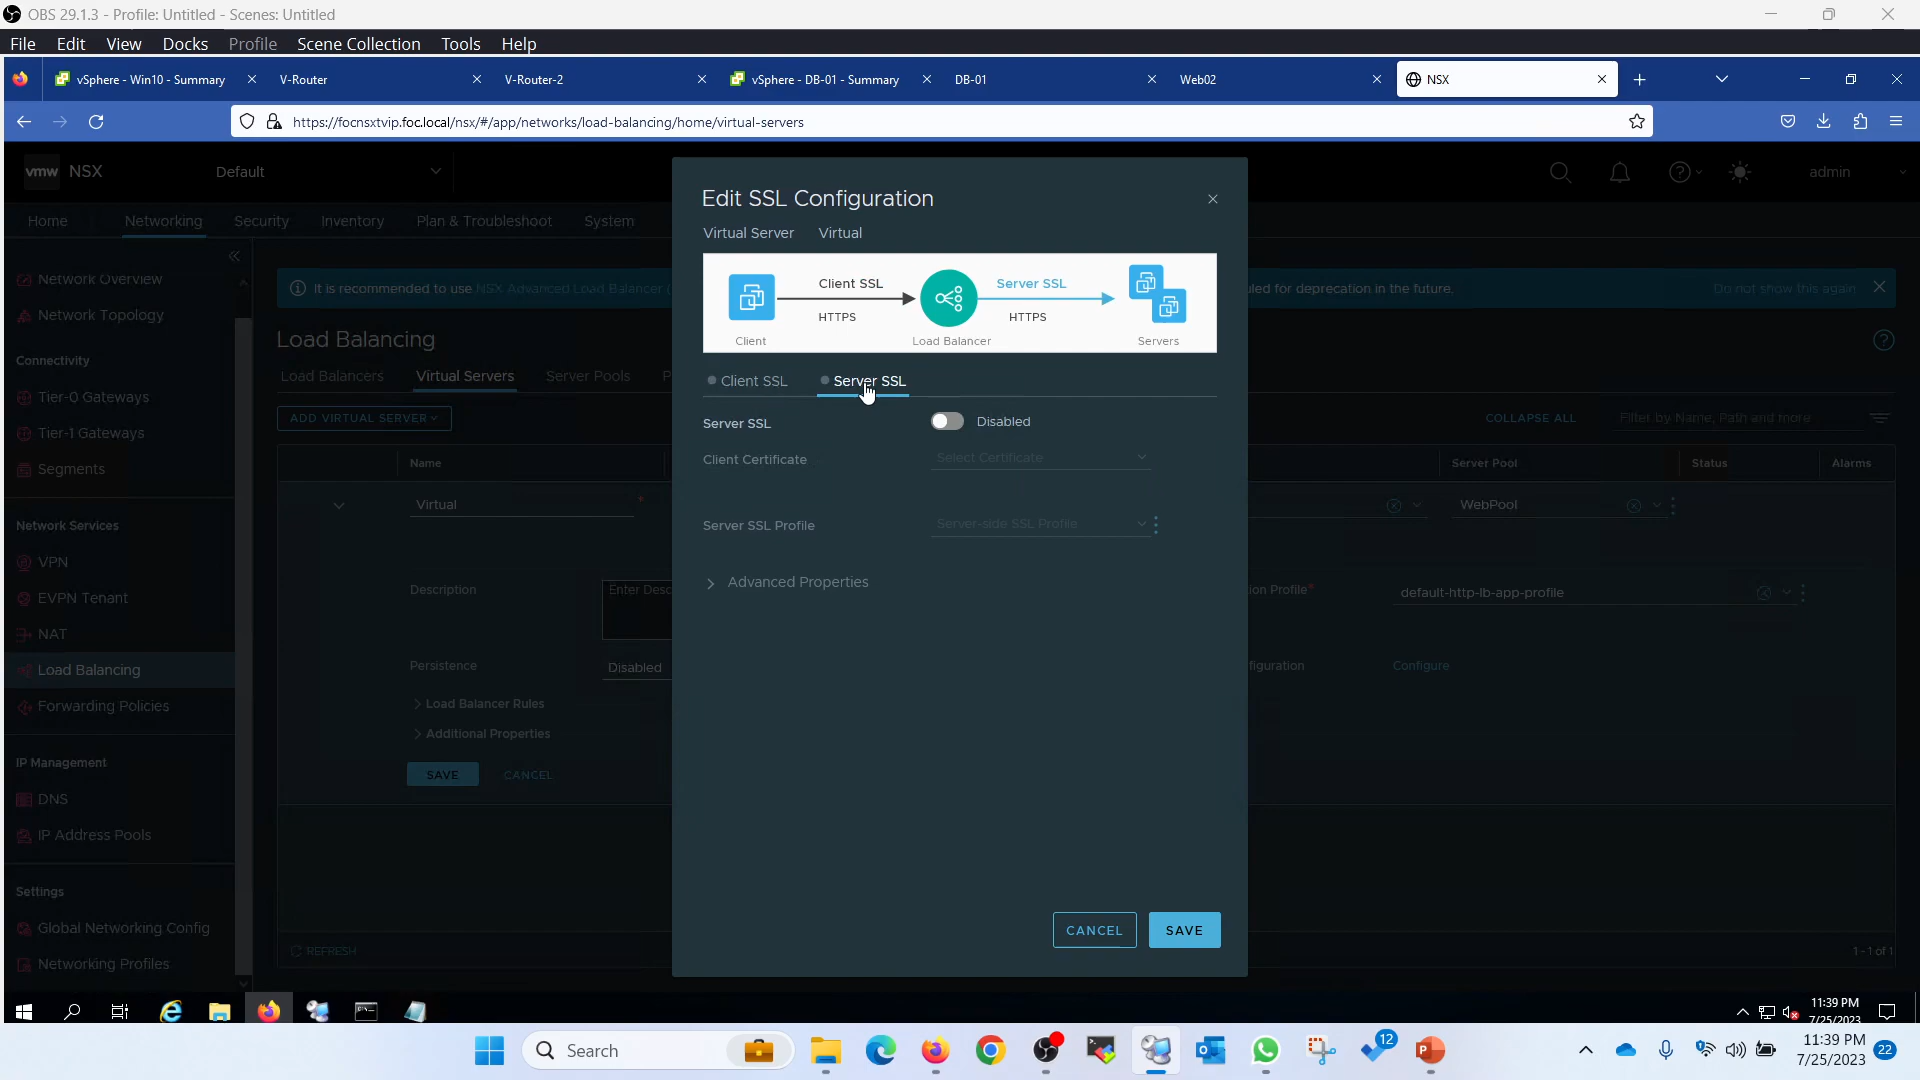 OBS 29.1.3 - Profile: Untitled - Scenes: Untitled
File Edit View Docks Profile Scene Collection Tools Help
vSphere - Win10 - Summary V-Router V-Router-2 vSphere - DB-01 - Summary DB-01 Web02 NSX
https://focnsxtvip.foc.local/nsx/#/app/networks/load-balancing/home/virtual-servers
vmw NSX Default admin
Home Networking Security Inventory Plan & Troubleshoot System
Edit SSL Configuration
Virtual Server Virtual
Client SSL Server SSL
HTTPS HTTPS
Client Load Balancer Servers
Client SSL Server SSL
Server SSL Disabled
Client Certificate Select Certificate
Server SSL Profile Server-side SSL Profile
Advanced Properties
CANCEL SAVE
Network Overview
Network Topology
Connectivity
Tier-0 Gateways
Tier-1 Gateways
Segments
Network Services
VPN
EVPN Tenant
NAT
Load Balancing
Forwarding Policies
IP Management
DNS
IP Address Pools
Settings
Global Networking Config
Networking Profiles
It is recommended to use NSX Advanced Load Balancer ( led for deprecation in the future. Do not show this again
Load Balancing
Load Balancers Virtual Servers Server Pools P
ADD VIRTUAL SERVER COLLAPSE ALL Filter by Name, Path and more
Name Server Pool Status Alarms
Virtual * WebPool
Description Enter Desc ion Profile* default-http-lb-app-profile
Persistence Disabled figuration Configure
Load Balancer Rules
Additional Properties
SAVE CANCEL
REFRESH 1 - 1 of 1
11:39 PM
7/25/2023
Search 12 11:39 PM 22
7/25/2023